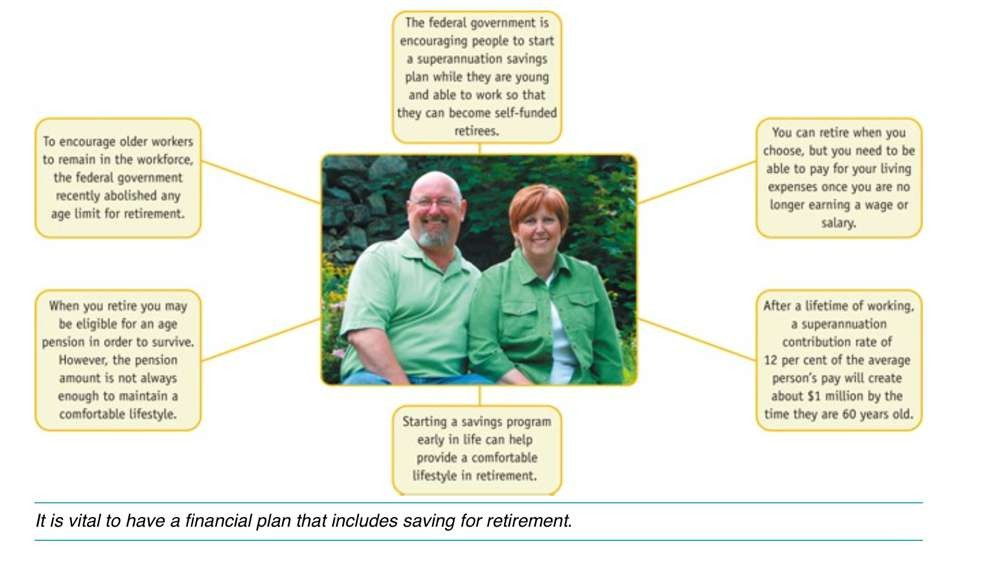 The federal government is
encouraging people to start
a superannuation savings
plan while they are young
and able to work so that
they can become self-funded
retirees.
To encourage older workers
to remain in the workforce,
the federal government
recently abolished any
age limit for retirement.
You can retire when you
choose, but you need to be
able to pay for your living
expenses once you are no
longer earning a wage or
salary.
When you retire you may
be eligible for an age
pension in order to survive.
However, the pension
amount is not always
enough to maintain a
comfortable lifestyle.
After a lifetime of working,
a superannuation
contribution rate of
12 per cent of the average
person's pay will create
about $1 million by the
time they are 60 years old.
Starting a savings program
early in life can help
provide a comfortable
lifestyle in retirement.
It is vital to have a financial plan that includes saving for retirement.